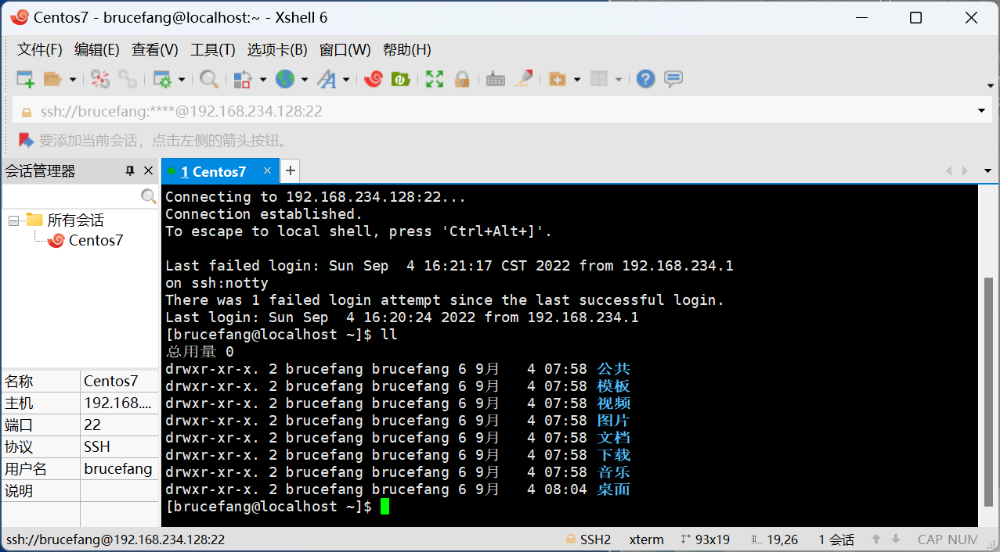 Centos7 - brucefang@localhost:~ - Xshell 6
文件(F) 编辑(E) 查看(V) 工具(T) 选项卡(B) 窗口(W) 帮助(H)
ssh://brucefang:****@192.168.234.128:22
要添加当前会话，点击左侧的箭头按钮。
会话管理器
所有会话
Centos7
名称 Centos7
主机 192.168....
端口 22
协议 SSH
用户名 brucefang
说明
1 Centos7
Connecting to 192.168.234.128:22...
Connection established.
To escape to local shell, press 'Ctrl+Alt+]'.
Last failed login: Sun Sep  4 16:21:17 CST 2022 from 192.168.234.1
on ssh:notty
There was 1 failed login attempt since the last successful login.
Last login: Sun Sep  4 16:20:24 2022 from 192.168.234.1
[brucefang@localhost ~]$ ll
总用量 0
drwxr-xr-x. 2 brucefang brucefang 6 9月   4 07:58 公共
drwxr-xr-x. 2 brucefang brucefang 6 9月   4 07:58 模板
drwxr-xr-x. 2 brucefang brucefang 6 9月   4 07:58 视频
drwxr-xr-x. 2 brucefang brucefang 6 9月   4 07:58 图片
drwxr-xr-x. 2 brucefang brucefang 6 9月   4 07:58 文档
drwxr-xr-x. 2 brucefang brucefang 6 9月   4 07:58 下载
drwxr-xr-x. 2 brucefang brucefang 6 9月   4 07:58 音乐
drwxr-xr-x. 2 brucefang brucefang 6 9月   4 08:04 桌面
[brucefang@localhost ~]$
ssh://brucefang@192.168.234.128:22 SSH2 xterm 93x19 19,26 1 会话 CAP NUM